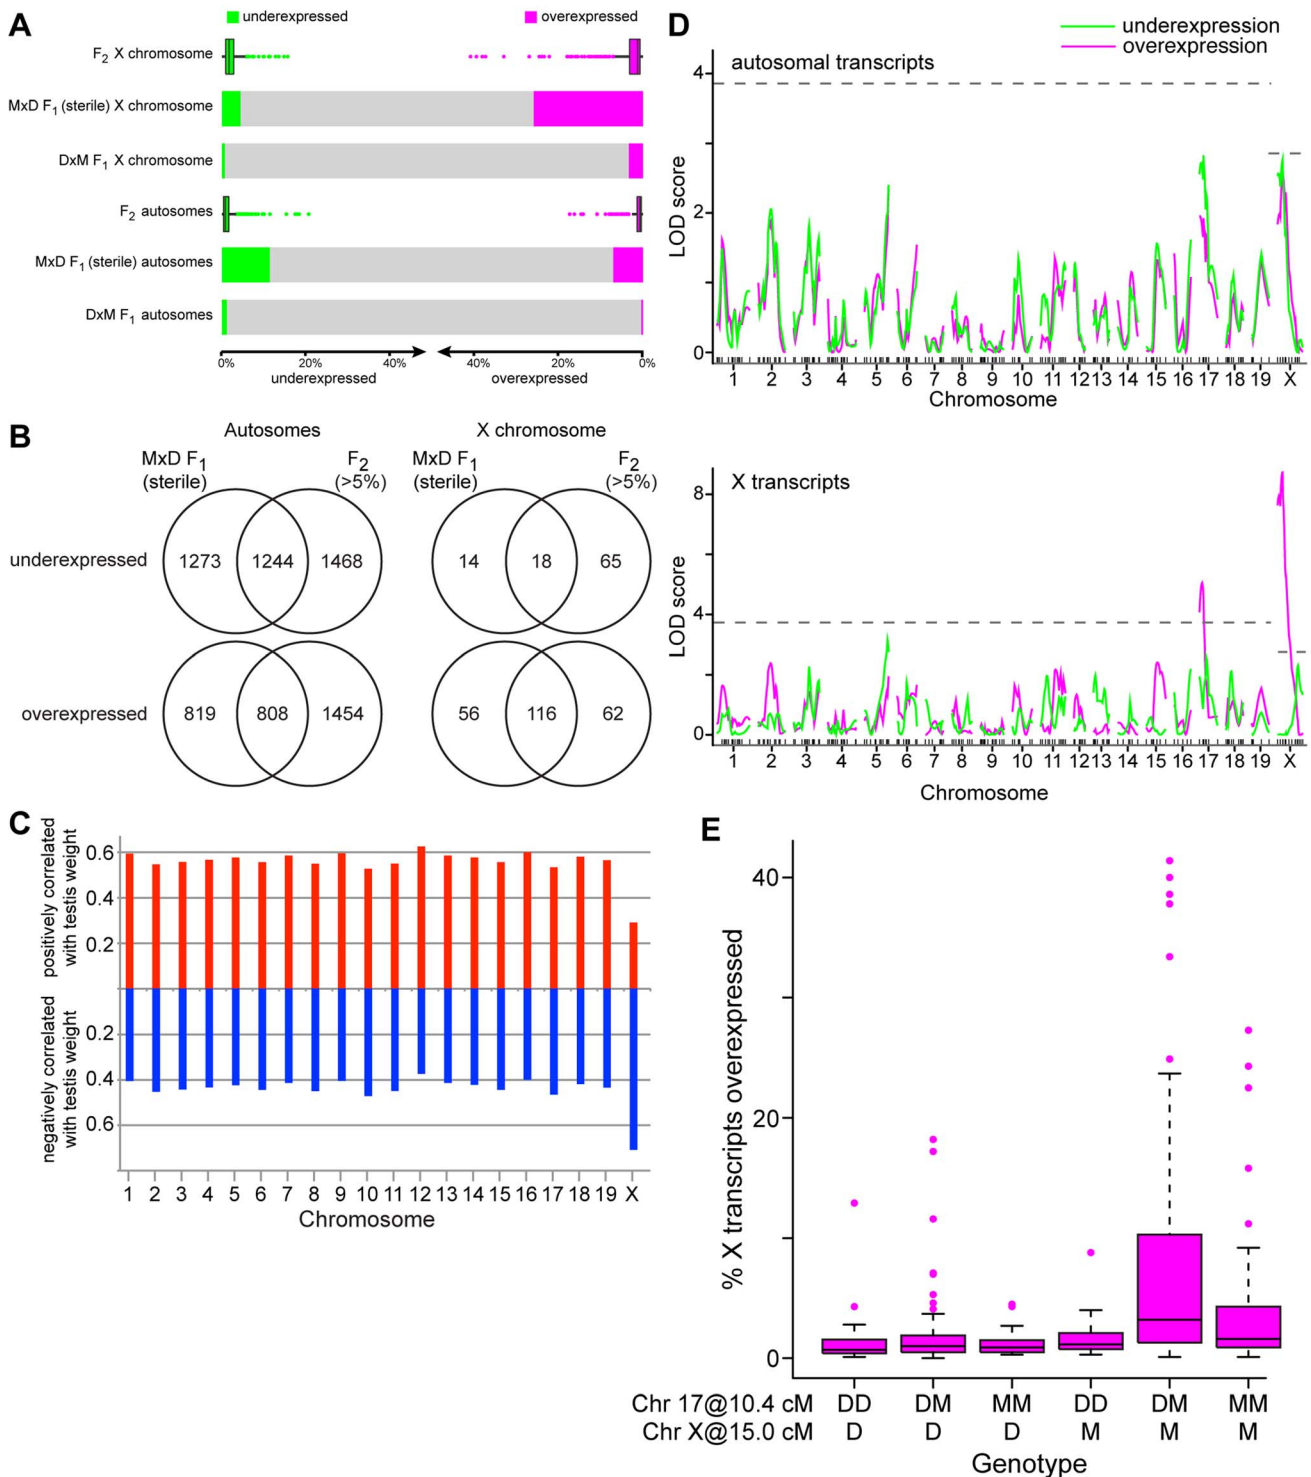 A
underexpressed
overexpressed
F2 X chromosome
MxD F1 (sterile) X chromosome
DxM F1 X chromosome
F2 autosomes
MxD F1 (sterile) autosomes
DxM F1 autosomes
0% 20% 40% 20% 0%
underexpressed
overexpressed
B
Autosomes
X chromosome
MxD F1
(sterile)
F2
(>5%)
MxD F1
(sterile)
F2
(>5%)
underexpressed
1273 1244 1468
14 18 65
overexpressed
819 808 1454
56 116 62
C
positively correlated
with testis weight
negatively correlated
with testis weight
0.6
0.4
0.2
0.2
0.4
0.6
1 2 3 4 5 6 7 8 9 10 11 12 13 14 15 16 17 18 19 X
Chromosome
D
underexpression
overexpression
autosomal transcripts
LOD score
4
2
0
1 2 3 4 5 6 7 8 9 10 11 12 13 14 15 16 17 18 19 X
Chromosome
X transcripts
LOD score
8
4
0
1 2 3 4 5 6 7 8 9 10 11 12 13 14 15 16 17 18 19 X
Chromosome
E
% X transcripts overexpressed
40
20
0
Chr 17@10.4 cM DD DM MM DD DM MM
Chr X@15.0 cM D D D M M M
Genotype